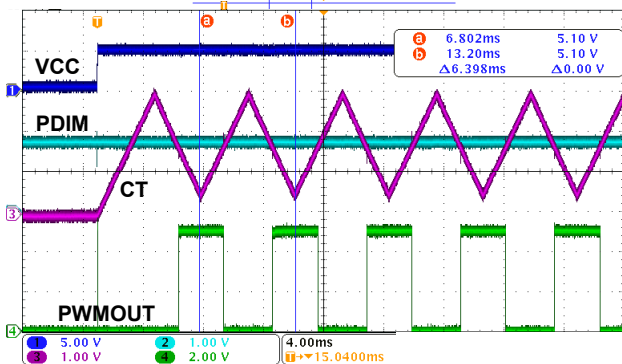 T
a b
a 6.802ms 5.10 V
b 13.20ms 5.10 V
Δ6.398ms Δ0.00 V
VCC
1
PDIM
CT
3
PWMOUT
4
1 5.00 V 2 1.00 V 4.00ms
3 1.00 V 4 2.00 V T→▼15.0400ms